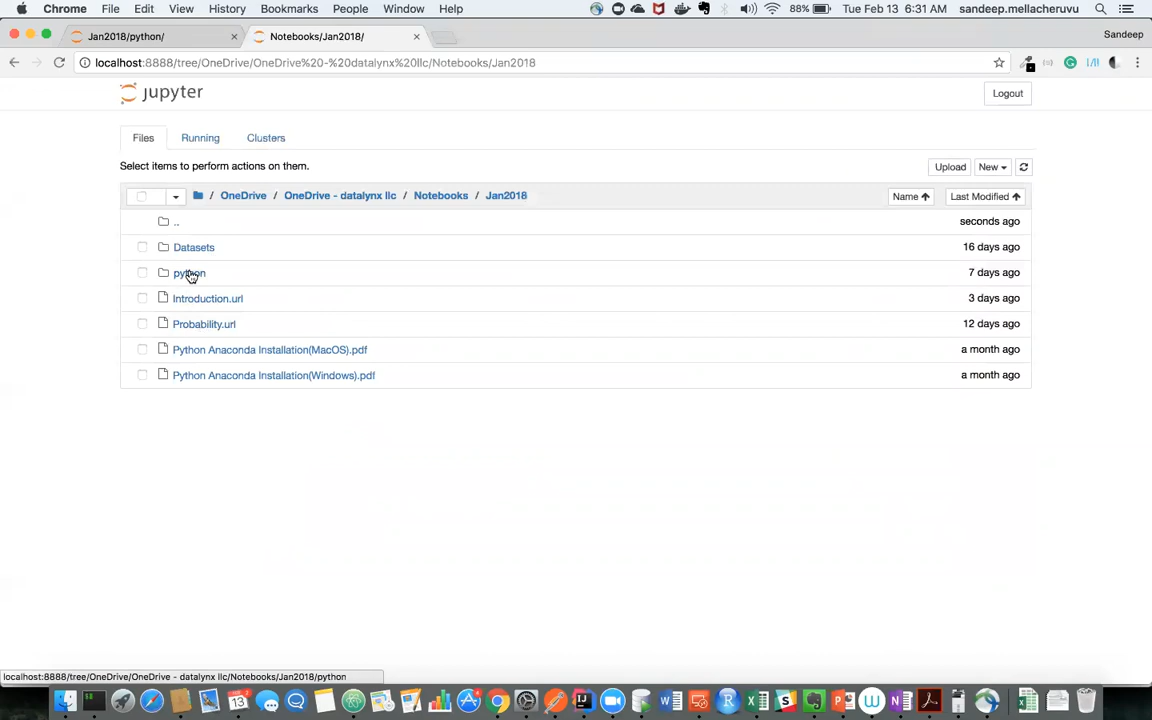 Chrome File Edit View History Bookmarks People Window Help 88% Tue Feb 13 6:31 AM sandeep.mellacheruvu
Jan2018/python/ Notebooks/Jan2018/ Sandeep
localhost:8888/tree/OneDrive/OneDrive%20-%20datalynx%20llc/Notebooks/Jan2018
jupyter Logout
Files Running Clusters
Select items to perform actions on them. Upload New
/ OneDrive / OneDrive - datalynx llc / Notebooks / Jan2018 Name Last Modified
.. seconds ago
Datasets 16 days ago
python 7 days ago
Introduction.url 3 days ago
Probability.url 12 days ago
Python Anaconda Installation(MacOS).pdf a month ago
Python Anaconda Installation(Windows).pdf a month ago
localhost:8888/tree/OneDrive/OneDrive - datalynx llc/Notebooks/Jan2018/python